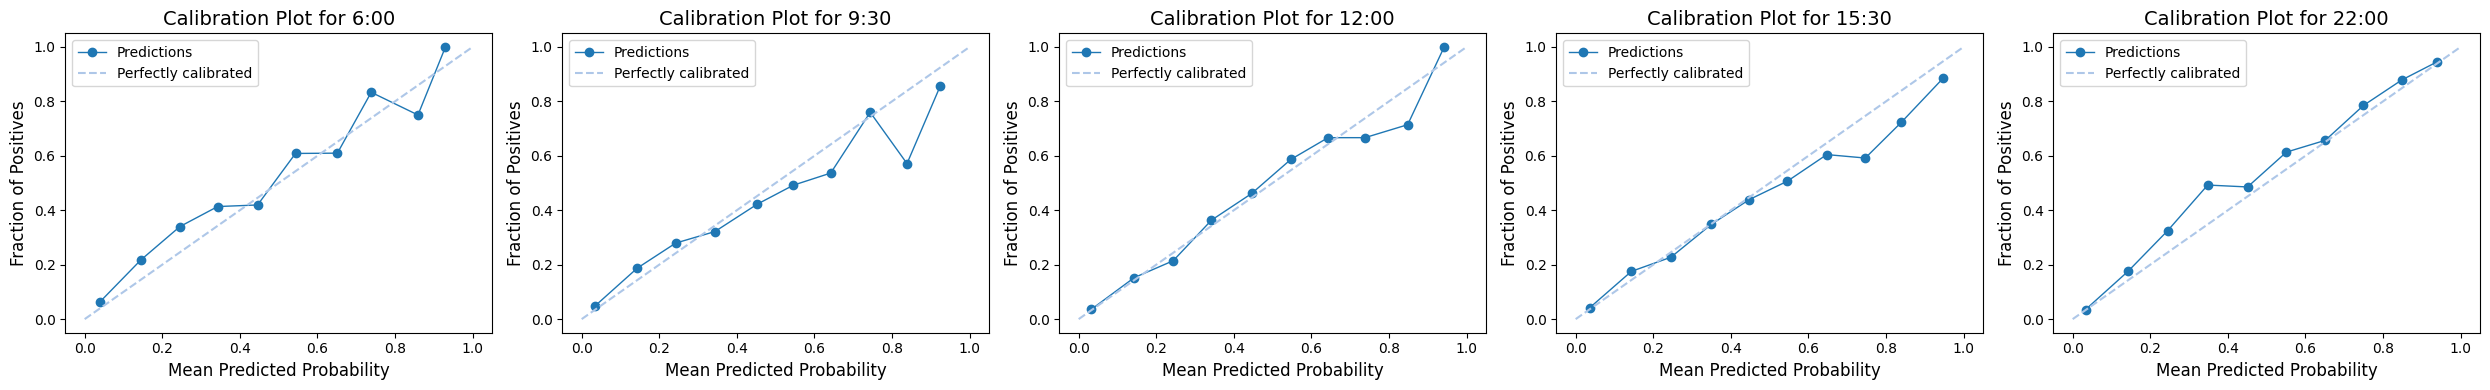 Calibration Plot for 6:00
Predictions
Perfectly calibrated
1.0
0.8
0.6
0.4
0.2
0.0
Fraction of Positives
0.0 0.2 0.4 0.6 0.8 1.0
Mean Predicted Probability
Calibration Plot for 9:30
Predictions
Perfectly calibrated
1.0
0.8
0.6
0.4
0.2
0.0
Fraction of Positives
0.0 0.2 0.4 0.6 0.8 1.0
Mean Predicted Probability
Calibration Plot for 12:00
Predictions
Perfectly calibrated
1.0
0.8
0.6
0.4
0.2
0.0
Fraction of Positives
0.0 0.2 0.4 0.6 0.8 1.0
Mean Predicted Probability
Calibration Plot for 15:30
Predictions
Perfectly calibrated
1.0
0.8
0.6
0.4
0.2
0.0
Fraction of Positives
0.0 0.2 0.4 0.6 0.8 1.0
Mean Predicted Probability
Calibration Plot for 22:00
Predictions
Perfectly calibrated
1.0
0.8
0.6
0.4
0.2
0.0
Fraction of Positives
0.0 0.2 0.4 0.6 0.8 1.0
Mean Predicted Probability